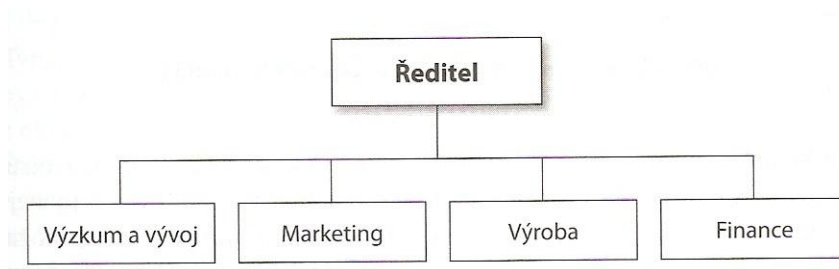 Ředitel
Výzkum a vývoj
Marketing
Výroba
Finance